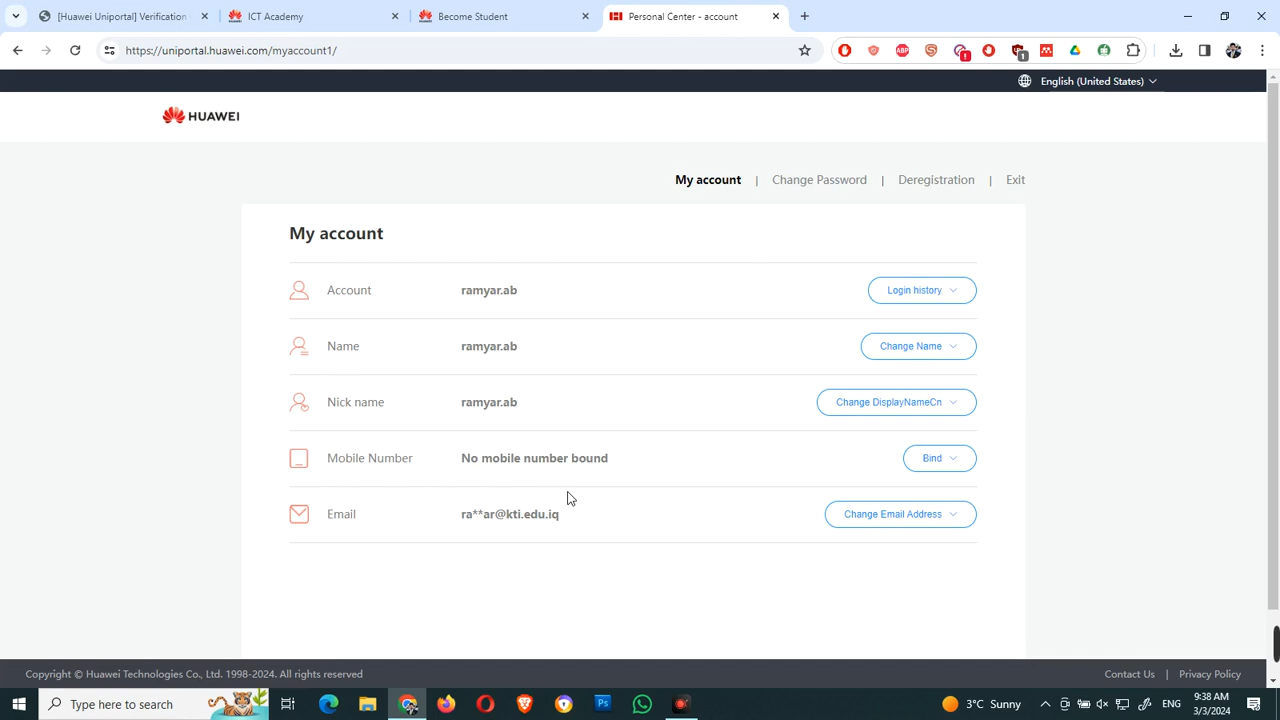 [Huawei Uniportal] Verification
ICT Academy
Become Student
Personal Center - account
https://uniportal.huawei.com/myaccount1/
ABP
!
1
English (United States)
HUAWEI
My account | Change Password | Deregistration | Exit
My account
Account ramyar.ab Login history
Name ramyar.ab Change Name
Nick name ramyar.ab Change DisplayNameCn
Mobile Number No mobile number bound Bind
Email ra**ar@kti.edu.iq Change Email Address
Copyright © Huawei Technologies Co., Ltd. 1998-2024. All rights reserved
Contact Us | Privacy Policy
Type here to search
Ps
3°C Sunny
ENG
9:38 AM
3/3/2024